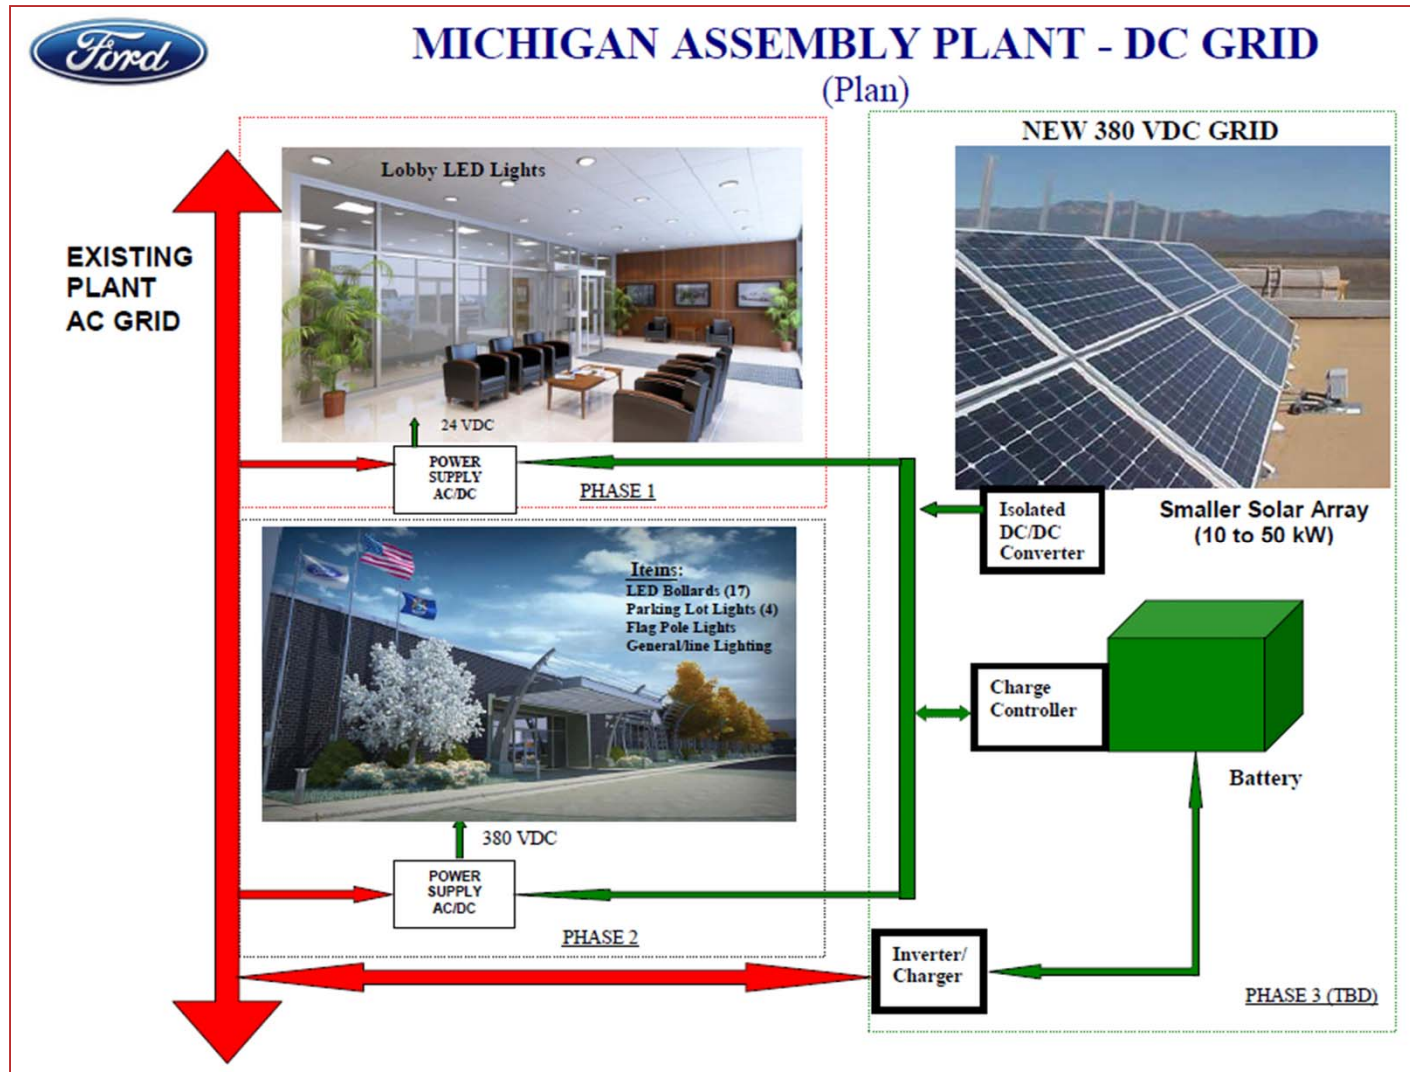 Ford
MICHIGAN ASSEMBLY PLANT - DC GRID
(Plan)
NEW 380 VDC GRID
Lobby LED Lights
EXISTING
PLANT
AC GRID
24 VDC
POWER
SUPPLY
AC/DC
PHASE 1
Isolated
DC/DC
Converter
Smaller Solar Array
(10 to 50 kW)
Items:
LED Bollards (17)
Parking Lot Lights (4)
Flag Pole Lights
General/line Lighting
Charge
Controller
Battery
380 VDC
POWER
SUPPLY
AC/DC
PHASE 2
Inverter/
Charger
PHASE 3 (TBD)